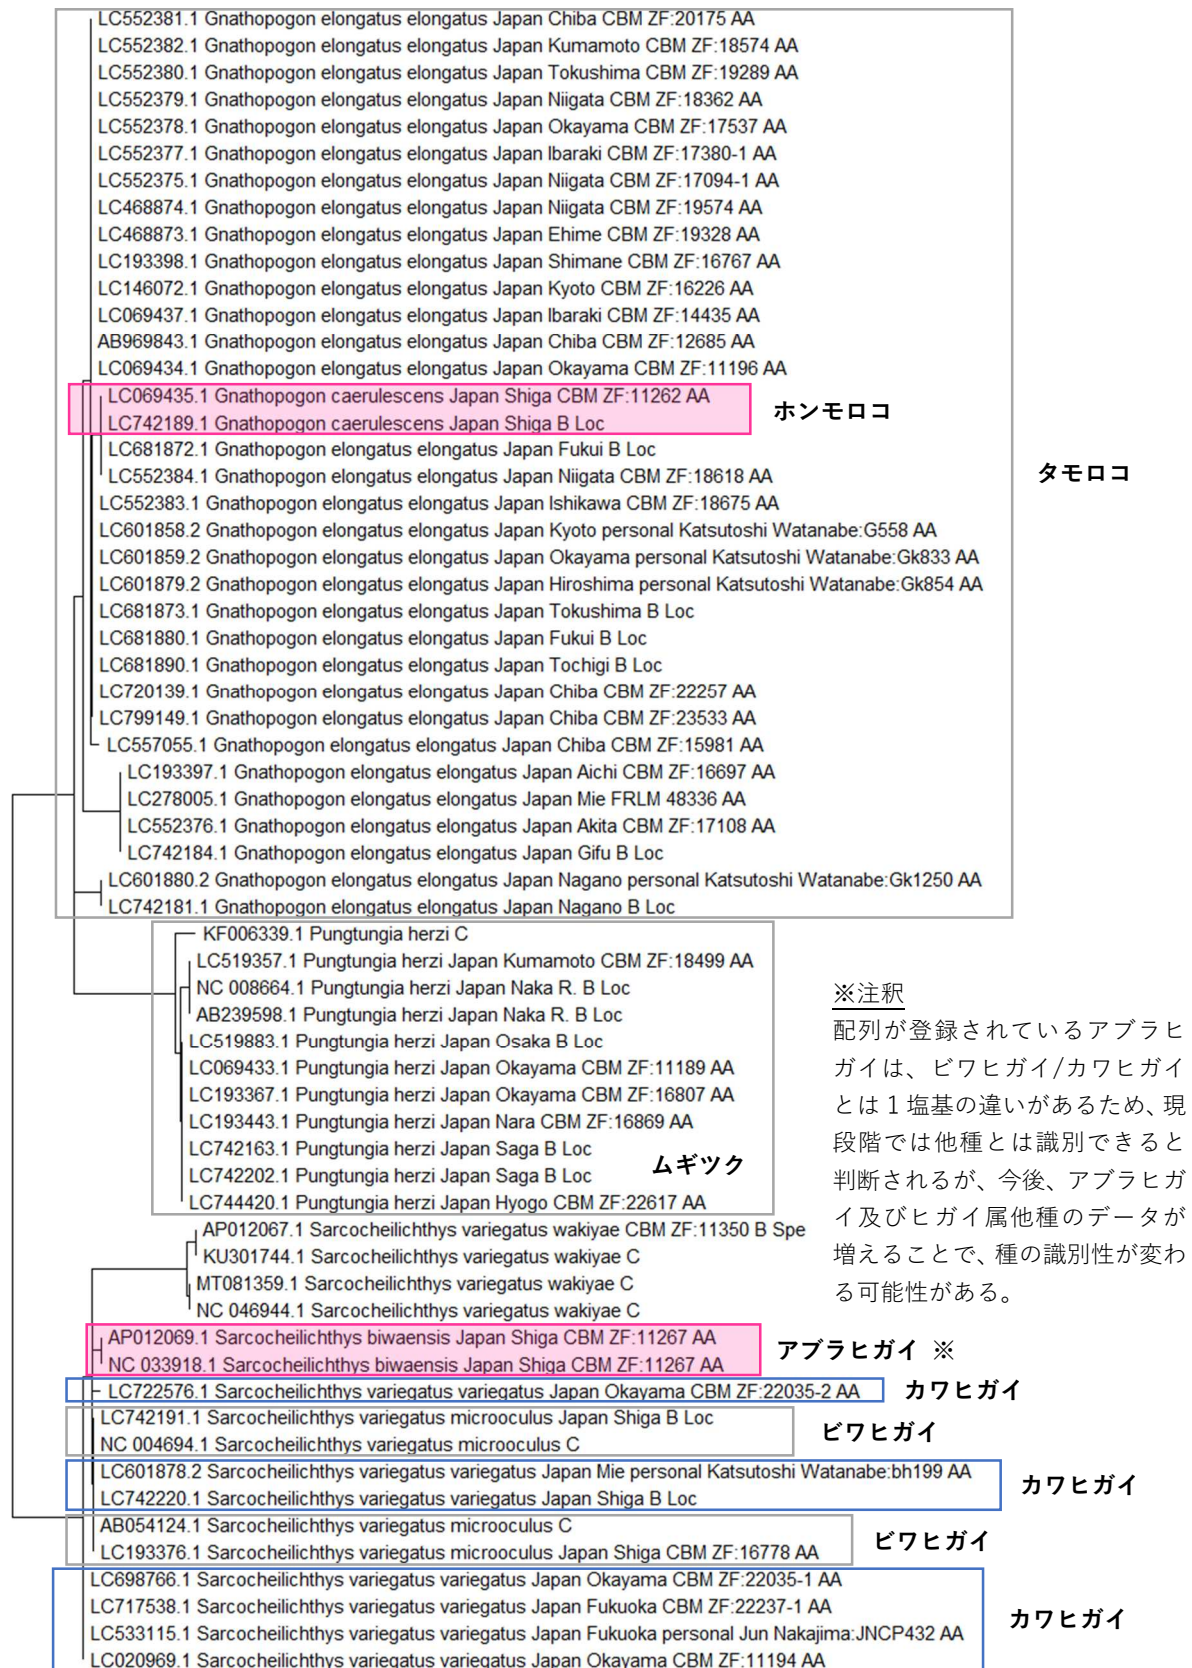 LC552381.1 Gnathopogon elongatus elongatus Japan Chiba CBM ZF:20175 AA
LC552382.1 Gnathopogon elongatus elongatus Japan Kumamoto CBM ZF:18574 AA
LC552380.1 Gnathopogon elongatus elongatus Japan Tokushima CBM ZF:19289 AA
LC552379.1 Gnathopogon elongatus elongatus Japan Niigata CBM ZF:18362 AA
LC552378.1 Gnathopogon elongatus elongatus Japan Okayama CBM ZF:17537 AA
LC552377.1 Gnathopogon elongatus elongatus Japan Ibaraki CBM ZF:17380-1 AA
LC552375.1 Gnathopogon elongatus elongatus Japan Niigata CBM ZF:17094-1 AA
LC468874.1 Gnathopogon elongatus elongatus Japan Niigata CBM ZF:19574 AA
LC468873.1 Gnathopogon elongatus elongatus Japan Ehime CBM ZF:19328 AA
LC193398.1 Gnathopogon elongatus elongatus Japan Shimane CBM ZF:16767 AA
LC146072.1 Gnathopogon elongatus elongatus Japan Kyoto CBM ZF:16226 AA
LC069437.1 Gnathopogon elongatus elongatus Japan Ibaraki CBM ZF:14435 AA
AB969843.1 Gnathopogon elongatus elongatus Japan Chiba CBM ZF:12685 AA
LC069434.1 Gnathopogon elongatus elongatus Japan Okayama CBM ZF:11196 AA
LC069435.1 Gnathopogon caerulescens Japan Shiga CBM ZF:11262 AA
LC742189.1 Gnathopogon caerulescens Japan Shiga B Loc
ホンモロコ
LC681872.1 Gnathopogon elongatus elongatus Japan Fukui B Loc
LC552384.1 Gnathopogon elongatus elongatus Japan Niigata CBM ZF:18618 AA
タモロコ
LC552383.1 Gnathopogon elongatus elongatus Japan Ishikawa CBM ZF:18675 AA
LC601858.2 Gnathopogon elongatus elongatus Japan Kyoto personal Katsutoshi Watanabe:G558 AA
LC601859.2 Gnathopogon elongatus elongatus Japan Okayama personal Katsutoshi Watanabe:Gk833 AA
LC601879.2 Gnathopogon elongatus elongatus Japan Hiroshima personal Katsutoshi Watanabe:Gk854 AA
LC681873.1 Gnathopogon elongatus elongatus Japan Tokushima B Loc
LC681880.1 Gnathopogon elongatus elongatus Japan Fukui B Loc
LC681890.1 Gnathopogon elongatus elongatus Japan Tochigi B Loc
LC720139.1 Gnathopogon elongatus elongatus Japan Chiba CBM ZF:22257 AA
LC799149.1 Gnathopogon elongatus elongatus Japan Chiba CBM ZF:23533 AA
LC557055.1 Gnathopogon elongatus elongatus Japan Chiba CBM ZF:15981 AA
LC193397.1 Gnathopogon elongatus elongatus Japan Aichi CBM ZF:16697 AA
LC278005.1 Gnathopogon elongatus elongatus Japan Mie FRLM 48336 AA
LC552376.1 Gnathopogon elongatus elongatus Japan Akita CBM ZF:17108 AA
LC742184.1 Gnathopogon elongatus elongatus Japan Gifu B Loc
LC601880.2 Gnathopogon elongatus elongatus Japan Nagano personal Katsutoshi Watanabe:Gk1250 AA
LC742181.1 Gnathopogon elongatus elongatus Japan Nagano B Loc
KF006339.1 Pungtungia herzi C
LC519357.1 Pungtungia herzi Japan Kumamoto CBM ZF:18499 AA
NC 008664.1 Pungtungia herzi Japan Naka R. B Loc
AB239598.1 Pungtungia herzi Japan Naka R. B Loc
LC519883.1 Pungtungia herzi Japan Osaka B Loc
LC069433.1 Pungtungia herzi Japan Okayama CBM ZF:11189 AA
LC193367.1 Pungtungia herzi Japan Okayama CBM ZF:16807 AA
LC193443.1 Pungtungia herzi Japan Nara CBM ZF:16869 AA
LC742163.1 Pungtungia herzi Japan Saga B Loc
LC742202.1 Pungtungia herzi Japan Saga B Loc
LC744420.1 Pungtungia herzi Japan Hyogo CBM ZF:22617 AA
ムギツク
※注釈
配列が登録されているアブラヒ
ガイは、ビワヒガイ/カワヒガイ
とは1塩基の違いがあるため、現
段階では他種とは識別できると
判断されるが、今後、アブラヒガ
イ及びヒガイ属他種のデータが
増えることで、種の識別性が変わ
る可能性がある。
AP012067.1 Sarcocheilichthys variegatus wakiyae CBM ZF:11350 B Spe
KU301744.1 Sarcocheilichthys variegatus wakiyae C
MT081359.1 Sarcocheilichthys variegatus wakiyae C
NC 046944.1 Sarcocheilichthys variegatus wakiyae C
AP012069.1 Sarcocheilichthys biwaensis Japan Shiga CBM ZF:11267 AA
NC 033918.1 Sarcocheilichthys biwaensis Japan Shiga CBM ZF:11267 AA
アブラヒガイ ※
LC722576.1 Sarcocheilichthys variegatus variegatus Japan Okayama CBM ZF:22035-2 AA
カワヒガイ
LC742191.1 Sarcocheilichthys variegatus microoculus Japan Shiga B Loc
NC 004694.1 Sarcocheilichthys variegatus microoculus C
ビワヒガイ
LC601878.2 Sarcocheilichthys variegatus variegatus Japan Mie personal Katsutoshi Watanabe:bh199 AA
LC742220.1 Sarcocheilichthys variegatus variegatus Japan Shiga B Loc
カワヒガイ
AB054124.1 Sarcocheilichthys variegatus microoculus C
LC193376.1 Sarcocheilichthys variegatus microoculus Japan Shiga CBM ZF:16778 AA
ビワヒガイ
LC698766.1 Sarcocheilichthys variegatus variegatus Japan Okayama CBM ZF:22035-1 AA
LC717538.1 Sarcocheilichthys variegatus variegatus Japan Fukuoka CBM ZF:22237-1 AA
LC533115.1 Sarcocheilichthys variegatus variegatus Japan Fukuoka personal Jun Nakajima:JNCP432 AA
LC020969.1 Sarcocheilichthys variegatus variegatus Japan Okayama CBM ZF:11194 AA
カワヒガイ